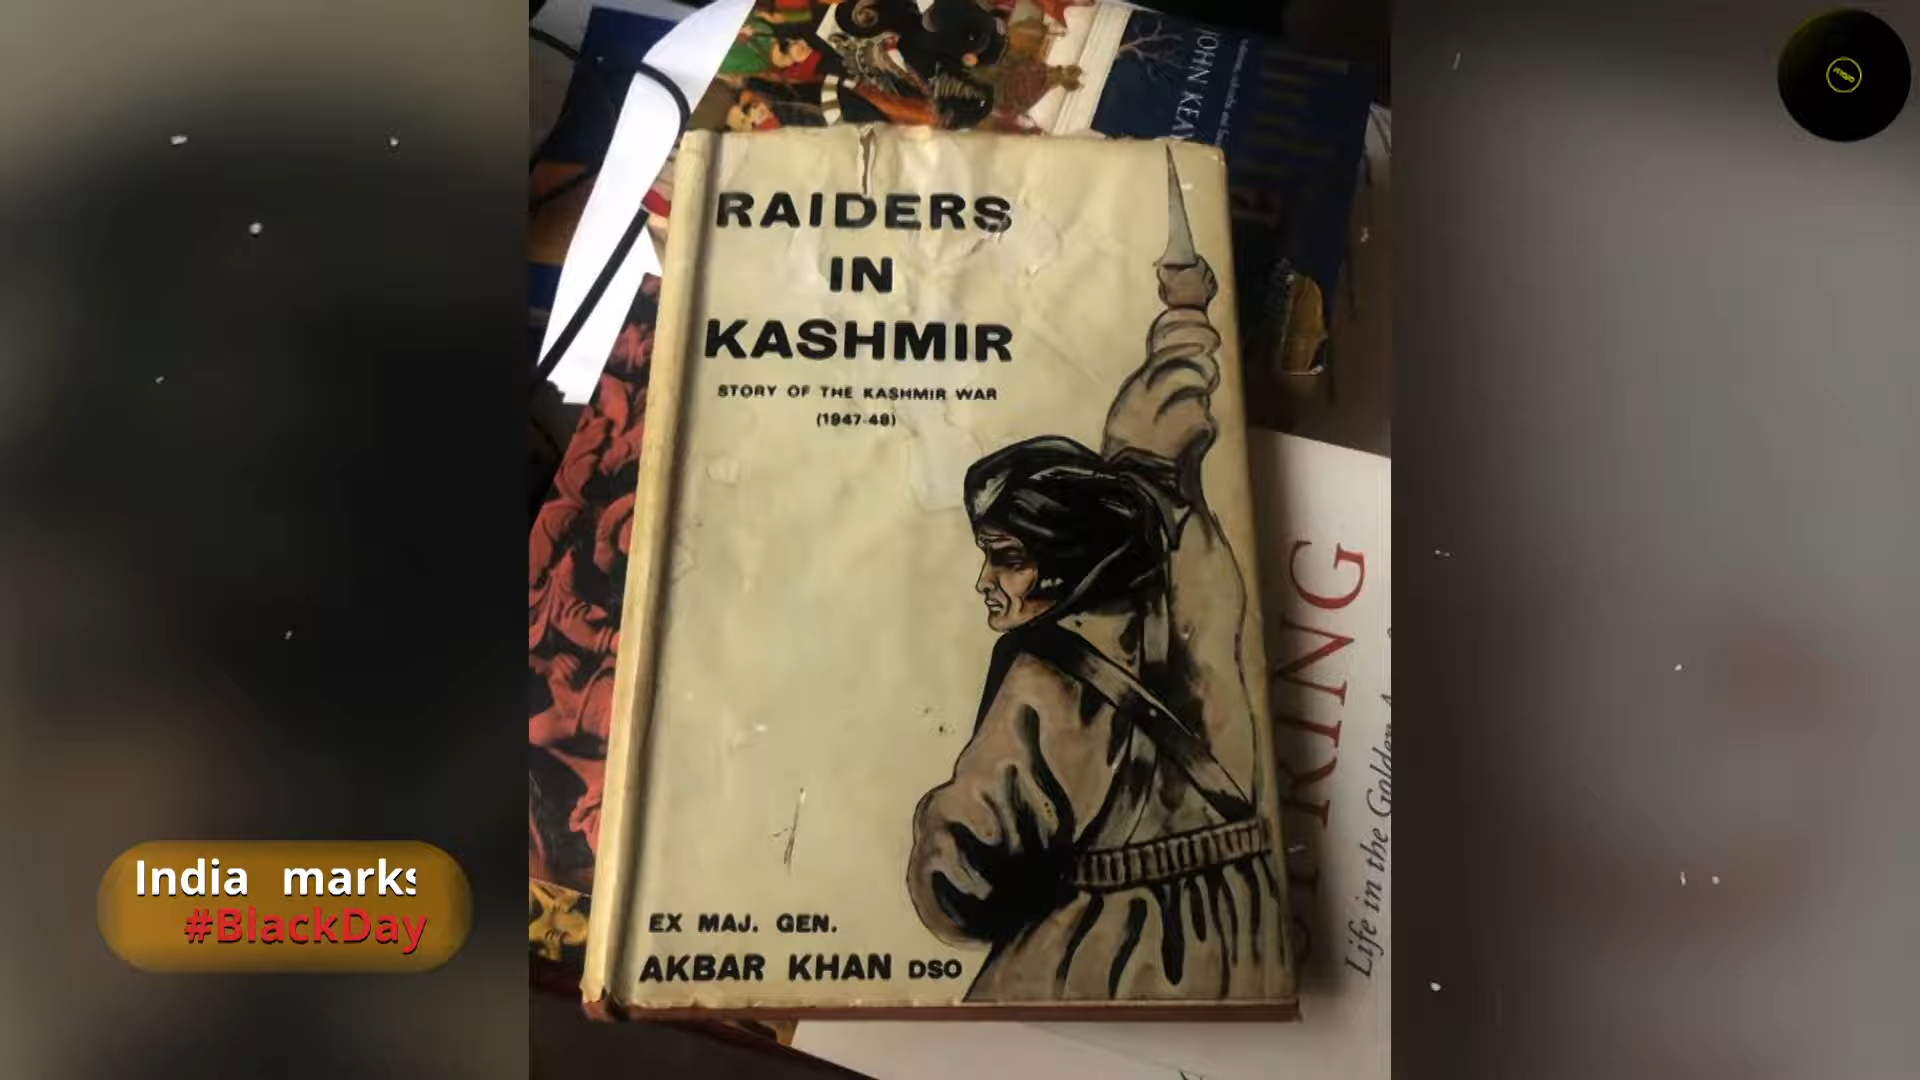 RAIDERS
IN
KASHMIR
STORY OF THE KASHMIR WAR
(1947-48)
EX MAJ. GEN.
AKBAR KHAN DSO
JOHN KEAY
RING
Life in the Golden
India marks
#BlackDay